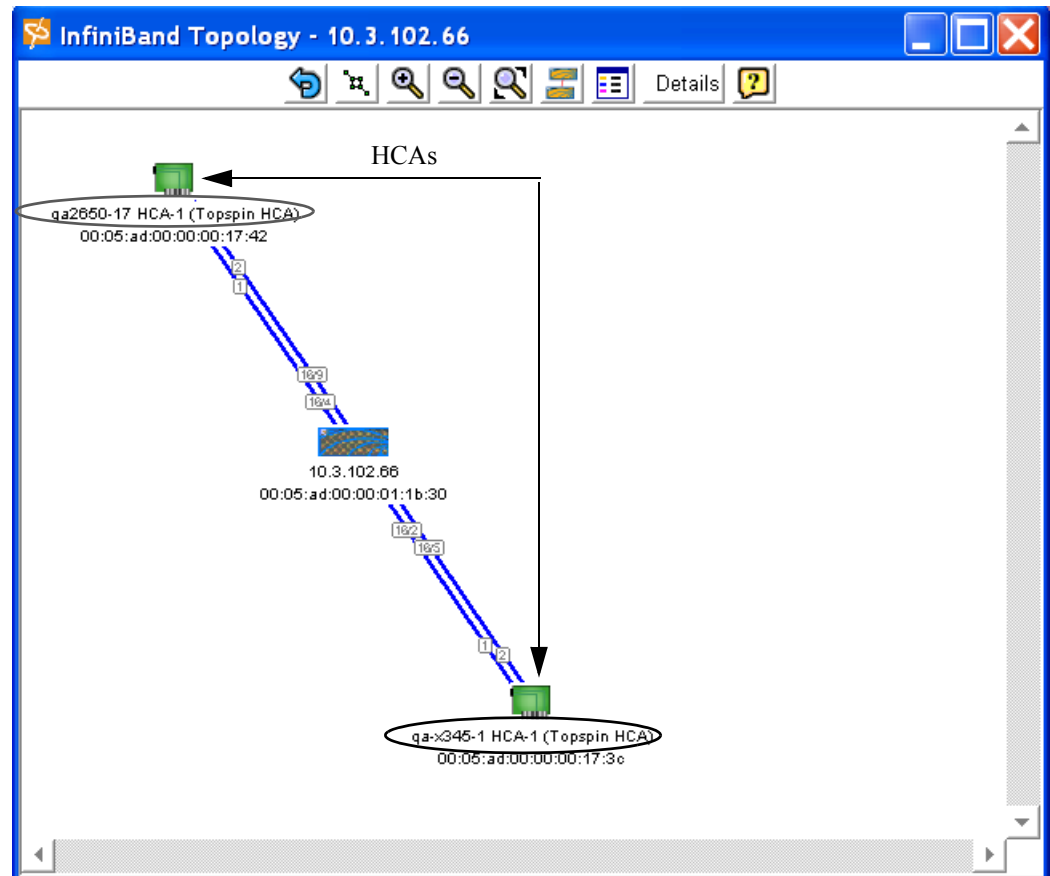 InfiniBand Topology - 10.3.102.66
Details
HCAs
qa2650-17 HCA-1 (Topspin HCA)
00:05:ad:00:00:00:17:42
2
1
16/9
16/4
10.3.102.66
00:05:ad:00:00:01:1b:30
16/2
16/5
1
2
qa-x345-1 HCA-1 (Topspin HCA)
00:05:ad:00:00:00:17:3c